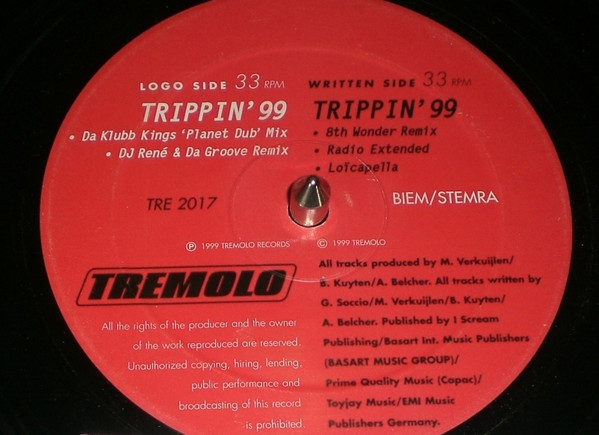 LOGO SIDE 33 RPM
TRIPPIN' 99
• Da Klubb Kings 'Planet Dub' Mix
• DJ René & Da Groove Remix
WRITTEN SIDE 33 RPM
TRIPPIN' 99
• 8th Wonder Remix
• Radio Extended
• Loïcapella
TRE 2017
BIEM/STEMRA
Ⓟ 1999 TREMOLO RECORDS
© 1999 TREMOLO
TREMOLO
All the rights of the producer and the owner
of the work reproduced are reserved.
Unauthorized copying, hiring, lending,
public performance and
broadcasting of this record
is prohibited.
All tracks produced by M. Verkuijlen/
B. Kuyten/A. Belcher. All tracks written by
G. Soccio/M. Verkuijlen/B. Kuyten/
A. Belcher. Published by I Scream
Publishing/Basart Int. Music Publishers
(BASART MUSIC GROUP)/
Prime Quality Music (Capac)/
Tayjay Music/EMI Music
Publishers Germany.